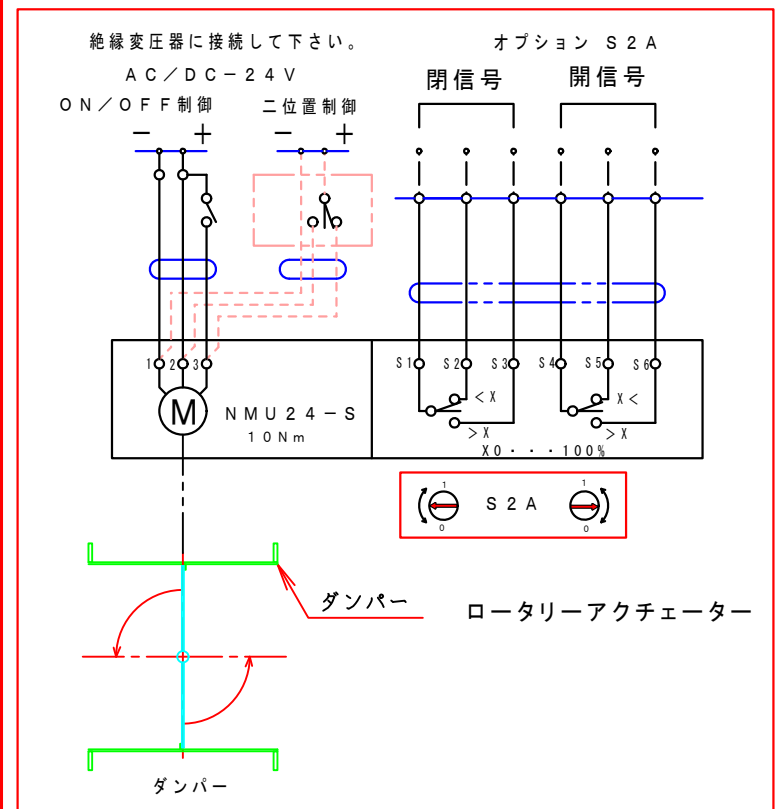 絶縁変圧器に接続して下さい。
AC/DC-24V
ON/OFF制御 二位置制御
- + - +
オプション S2A
閉信号 開信号
1 2 3
S1 S2 S3 S4 S5 S6
M
NMU24-S
10Nm
<X X<
>X >X
X0・・・100%
1 1
S2A
0 0
ダンパー
ロータリーアクチェーター
ダンパー